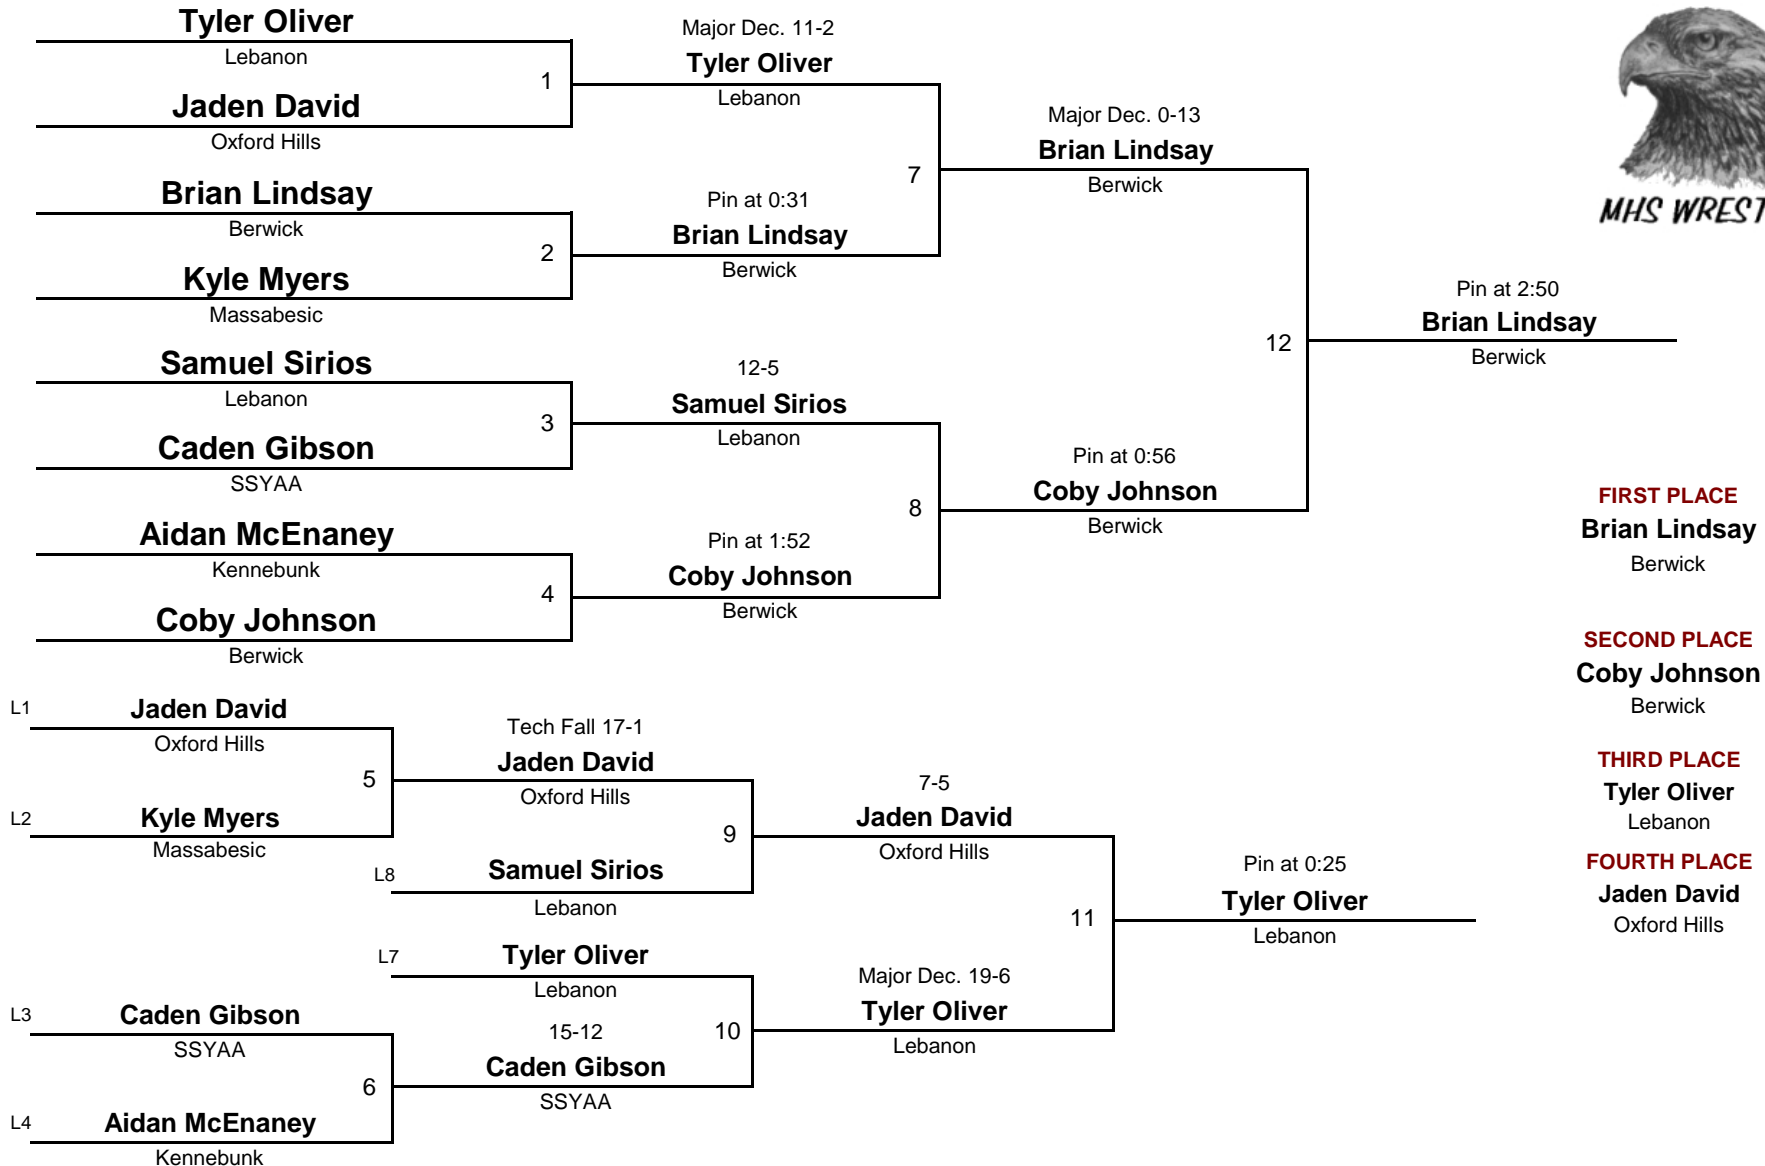 Tyler Oliver
Lebanon
1
Jaden David
Oxford Hills
Brian Lindsay
Berwick
2
Kyle Myers
Massabesic
Samuel Sirios
Lebanon
3
Caden Gibson
SSYAA
Aidan McEnaney
Kennebunk
4
Coby Johnson
Berwick
Major Dec. 11-2
Tyler Oliver
Lebanon
7
Pin at 0:31
Brian Lindsay
Berwick
12-5
Samuel Sirios
Lebanon
8
Pin at 1:52
Coby Johnson
Berwick
Major Dec. 0-13
Brian Lindsay
Berwick
12
Pin at 0:56
Coby Johnson
Berwick
Pin at 2:50
Brian Lindsay
Berwick
MHS WREST
FIRST PLACE
Brian Lindsay
Berwick
SECOND PLACE
Coby Johnson
Berwick
THIRD PLACE
Tyler Oliver
Lebanon
FOURTH PLACE
Jaden David
Oxford Hills
L1
Jaden David
Oxford Hills
5
L2
Kyle Myers
Massabesic
Tech Fall 17-1
Jaden David
Oxford Hills
9
L8
Samuel Sirios
Lebanon
L7
Tyler Oliver
Lebanon
10
L3
Caden Gibson
SSYAA
6
L4
Aidan McEnaney
Kennebunk
15-12
Caden Gibson
SSYAA
7-5
Jaden David
Oxford Hills
11
Major Dec. 19-6
Tyler Oliver
Lebanon
Pin at 0:25
Tyler Oliver
Lebanon